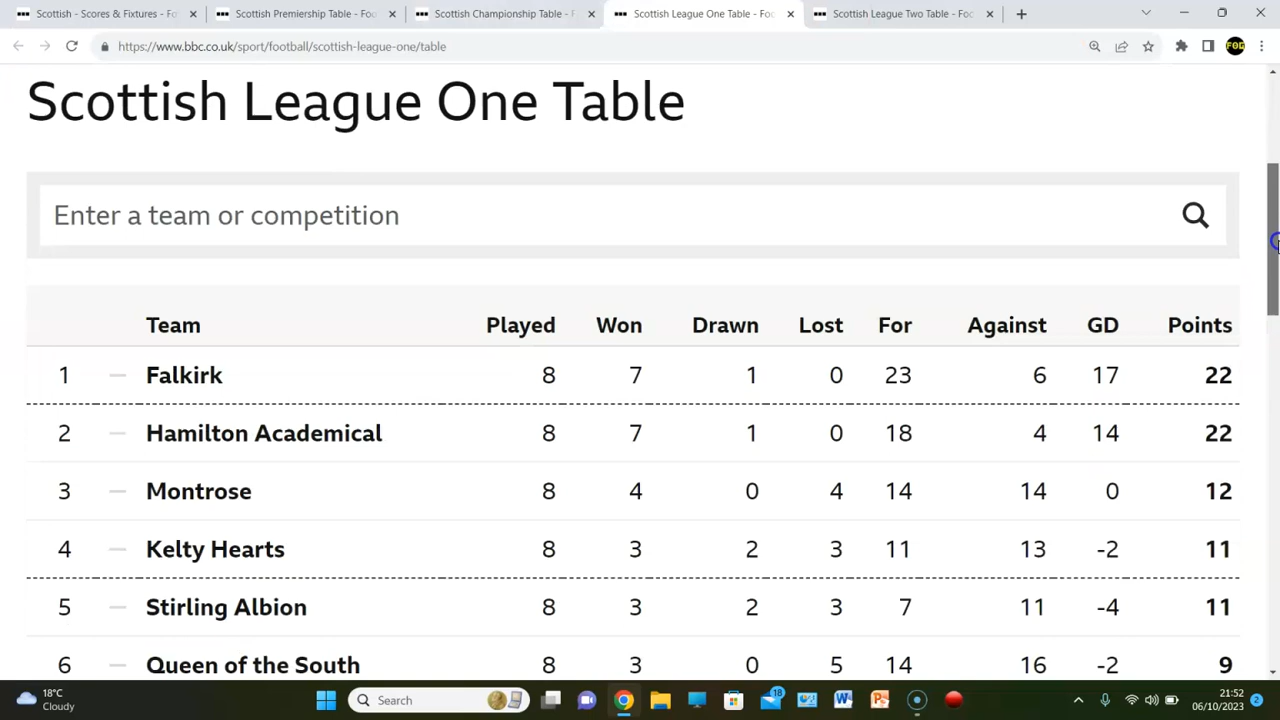 Scottish - Scores & Fixtures - Fo
Scottish Premiership Table - Foo
Scottish Championship Table - F
Scottish League One Table - Foo
Scottish League Two Table - Foo
https://www.bbc.co.uk/sport/football/scottish-league-one/table
FOG
Scottish League One Table
Enter a team or competition
Team Played Won Drawn Lost For Against GD Points
1 Falkirk 8 7 1 0 23 6 17 22
2 Hamilton Academical 8 7 1 0 18 4 14 22
3 Montrose 8 4 0 4 14 14 0 12
4 Kelty Hearts 8 3 2 3 11 13 -2 11
5 Stirling Albion 8 3 2 3 7 11 -4 11
6 Queen of the South 8 3 0 5 14 16 -2 9
18°C
Cloudy
Search
18
21:52
06/10/2023
2